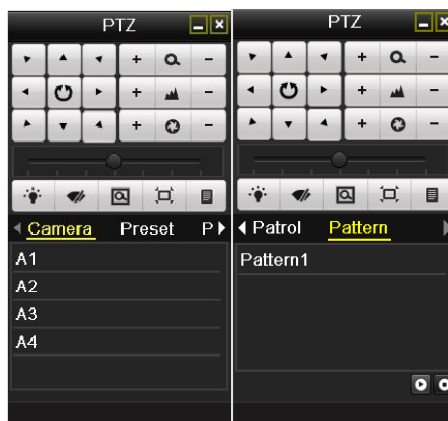 PTZ
Camera Preset P
A1
A2
A3
A4
PTZ
Patrol Pattern
Pattern1